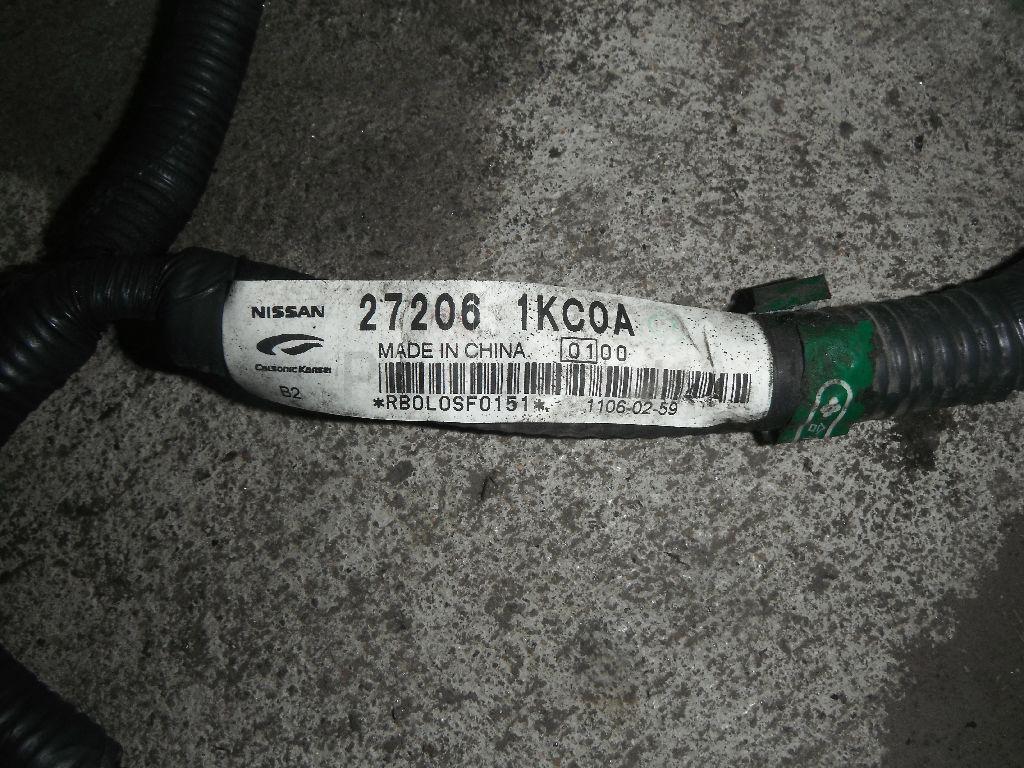 NISSAN
27206 1KC0A
MADE IN CHINA. 0100
Calsonic Kansei
B2
*RB0L0SF0151*
1106-02-59